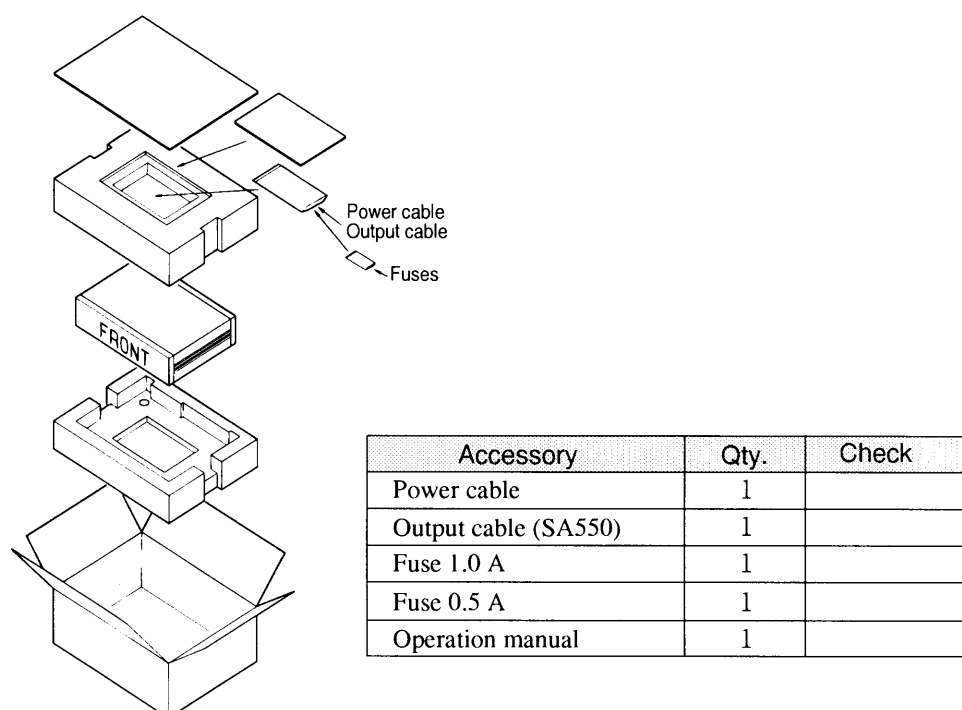 Power cable
Output cable
Fuses
FRONT
Accessory Qty. Check
Power cable 1
Output cable (SA550) 1
Fuse 1.0 A 1
Fuse 0.5 A 1
Operation manual 1